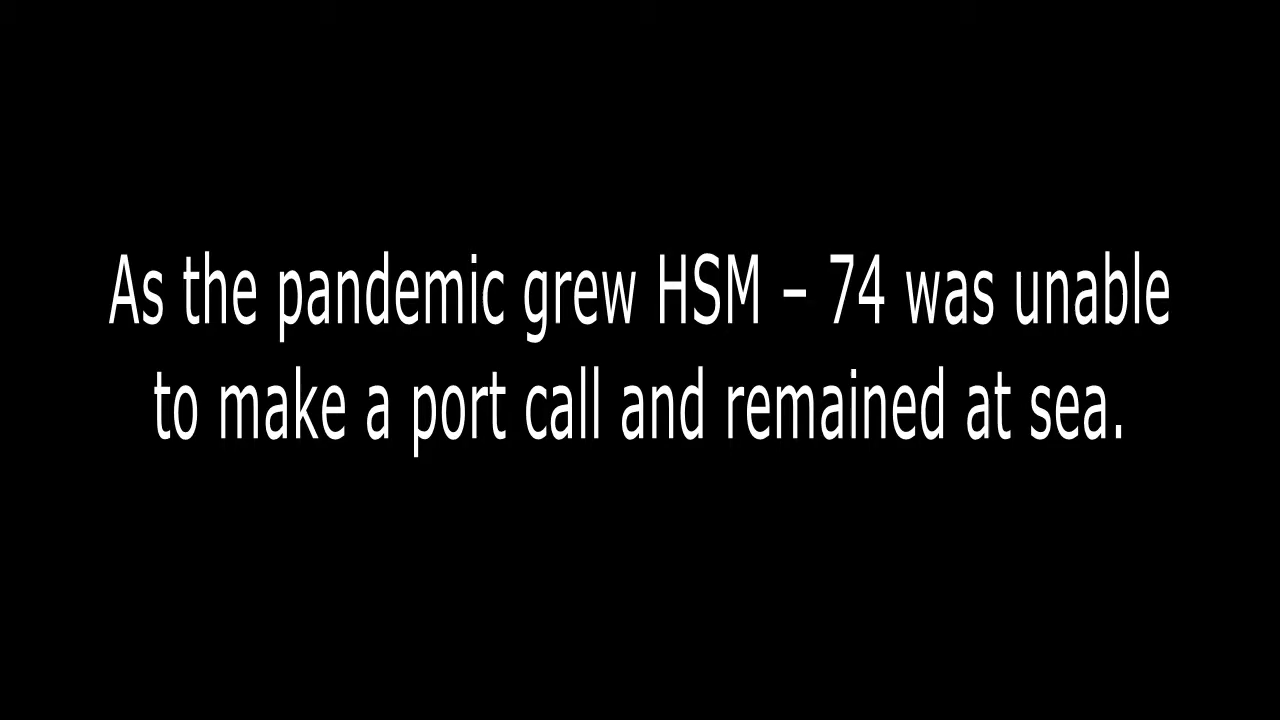 As the pandemic grew HSM – 74 was unable
to make a port call and remained at sea.